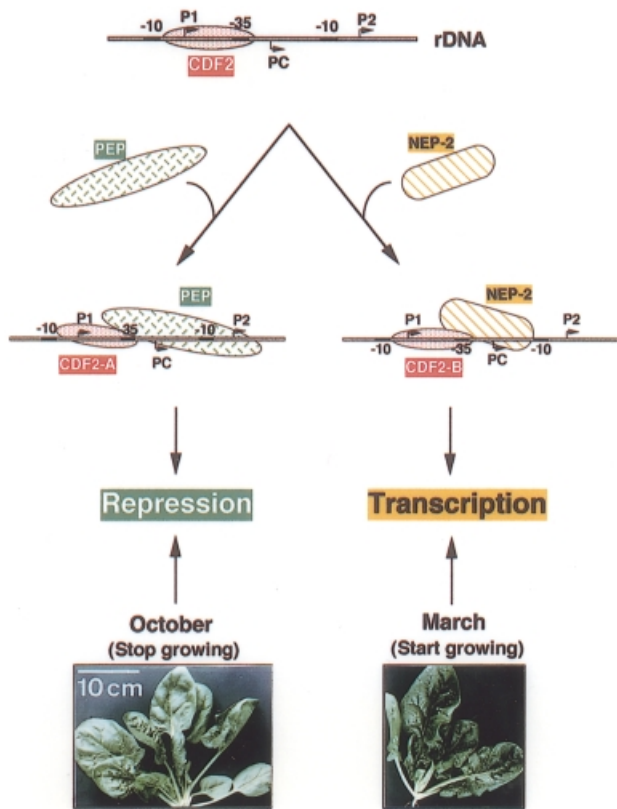 P1 P2
-10 -35 -10
rDNA
PC
CDF2
PEP NEP-2
PEP NEP-2
P1 P2 P1 P2
-10 -35 -10
PC
-10 -35 PC -10
CDF2-A CDF2-B
Repression Transcription
October March
(Stop growing) (Start growing)
10 cm